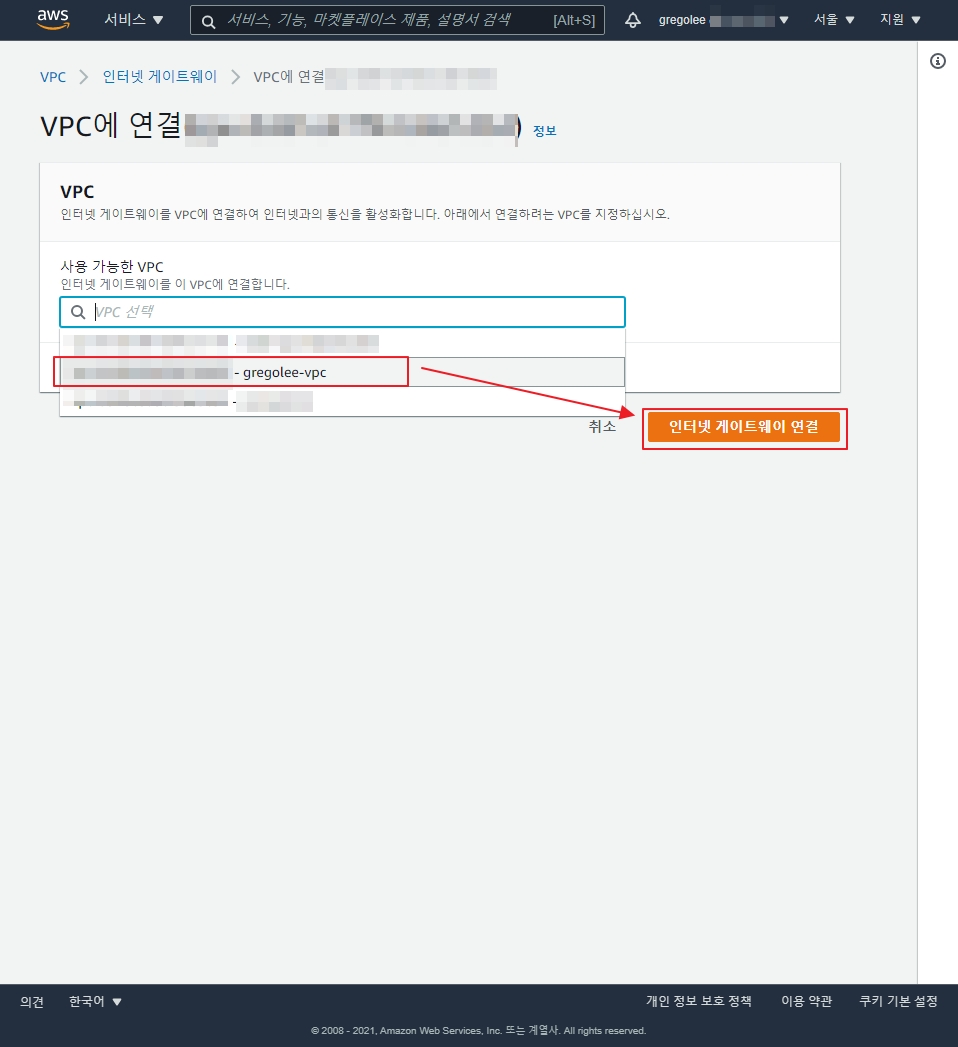 aws 서비스 ▼ 서비스, 기능, 마켓플레이스 제품, 설명서 검색 [Alt+S] gregolee ▼ 서울 ▼ 지원 ▼
VPC > 인터넷 게이트웨이 > VPC에 연결
VPC에 연결 ) 정보
VPC
인터넷 게이트웨이를 VPC에 연결하여 인터넷과의 통신을 활성화합니다. 아래에서 연결하려는 VPC를 지정하십시오.
사용 가능한 VPC
인터넷 게이트웨이를 이 VPC에 연결합니다.
VPC 선택
- gregolee-vpc
취소 인터넷 게이트웨이 연결
의견 한국어 ▼ 개인 정보 보호 정책 이용 약관 쿠키 기본 설정
© 2008 - 2021, Amazon Web Services, Inc. 또는 계열사. All rights reserved.